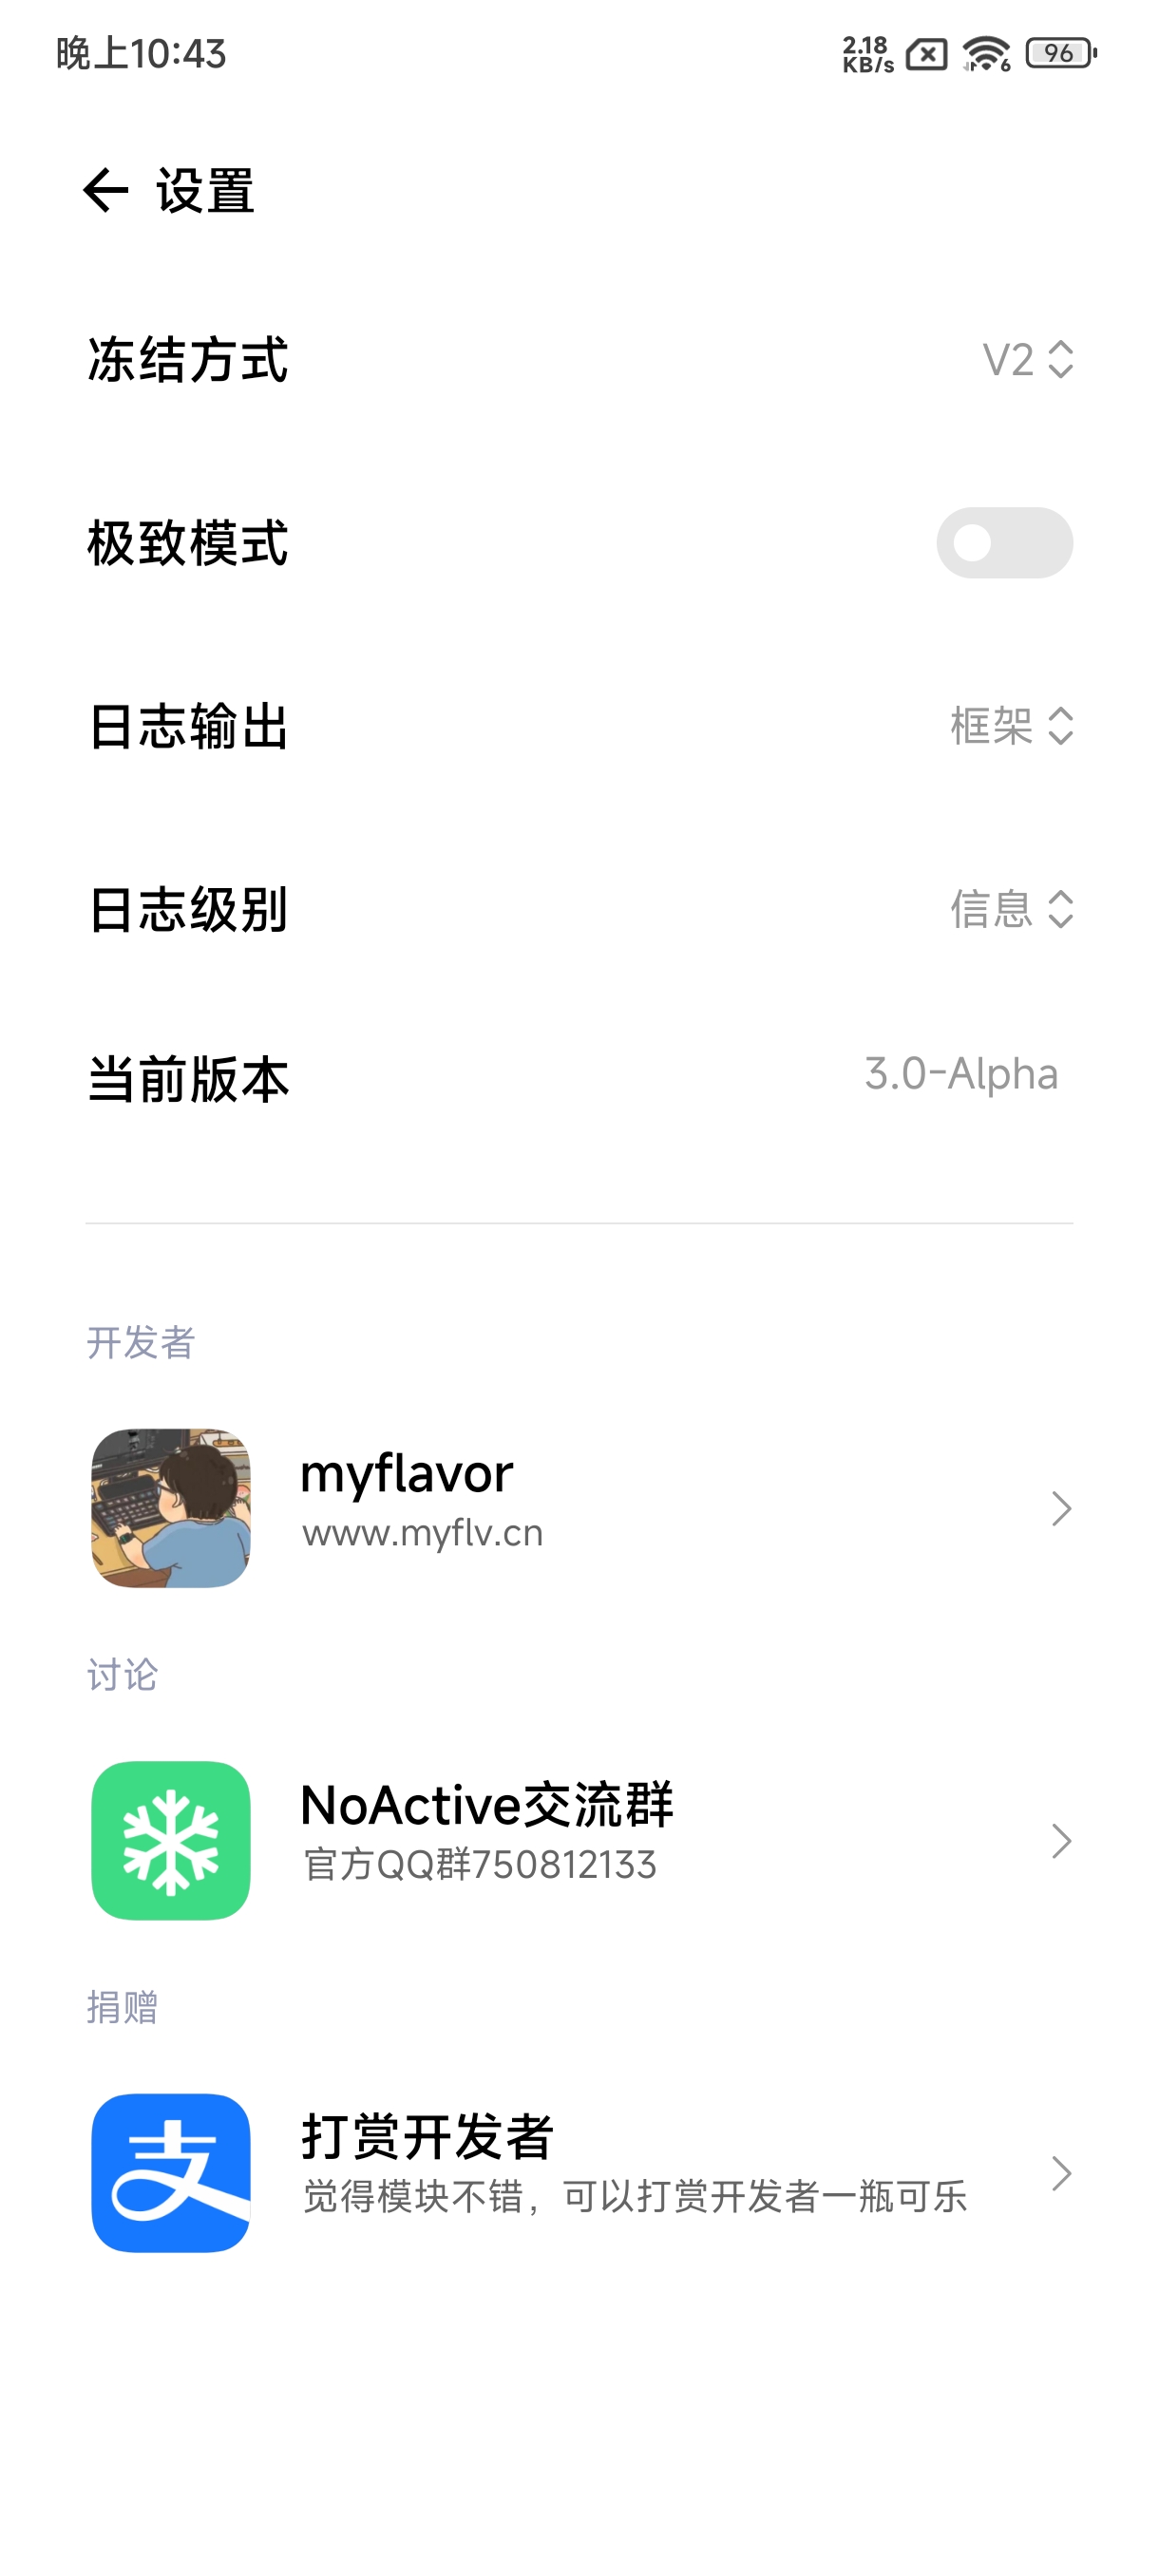 晚上10:43
2.18
KB/s
6
96
设置
冻结方式
V2
极致模式
日志输出
框架
日志级别
信息
当前版本
3.0-Alpha
开发者
myflavor
www.myflv.cn
讨论
NoActive交流群
官方QQ群750812133
捐赠
支
打赏开发者
觉得模块不错，可以打赏开发者一瓶可乐